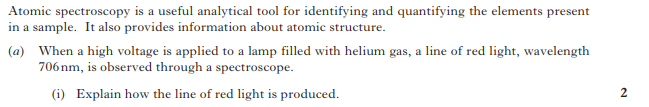 Atomic spectroscopy is a useful analytical tool for identifying and quantifying the elements present
in a sample. It also provides information about atomic structure.
(a) When a high voltage is applied to a lamp filled with helium gas, a line of red light, wavelength
706 nm, is observed through a spectroscope.
(i) Explain how the line of red light is produced. 2